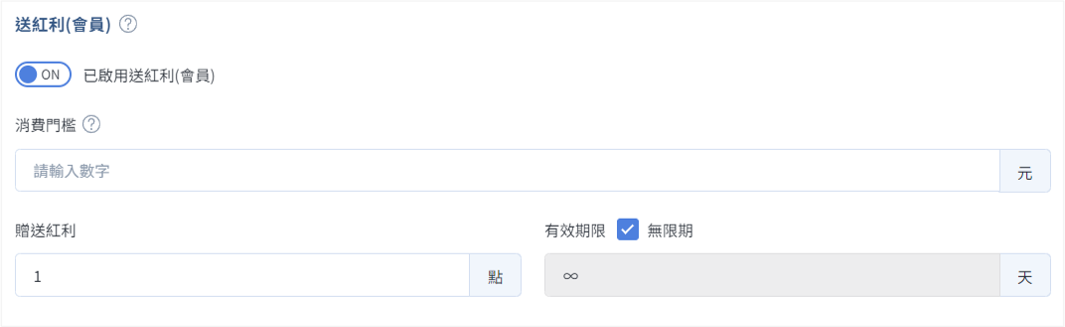 送紅利(會員) ?
ON 已啟用送紅利(會員)
消費門檻 ?
請輸入數字 元
贈送紅利 有效期限 無限期
1 點 ∞ 天